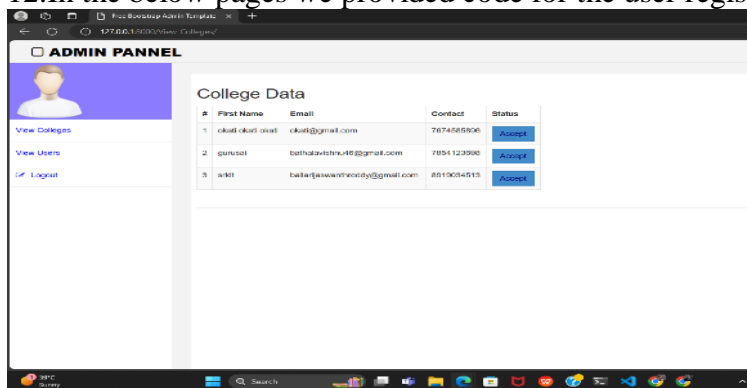 12.In the below pages we provided code for the user regis
Free Bootstrap Admin Template
127.0.0.1:8000/View Colleges/
ADMIN PANNEL
College Data
# First Name Email Contact Status
View Colleges
1 okati okati okati okati@gmail.com 7674585896 Accept
View Users
2 gurusai bathalavishnu46@gmail.com Accept
Logout
3 arkit ballarijaswanthreddy@gmail.com 8919034513 Accept
39°C
Sunny
Search